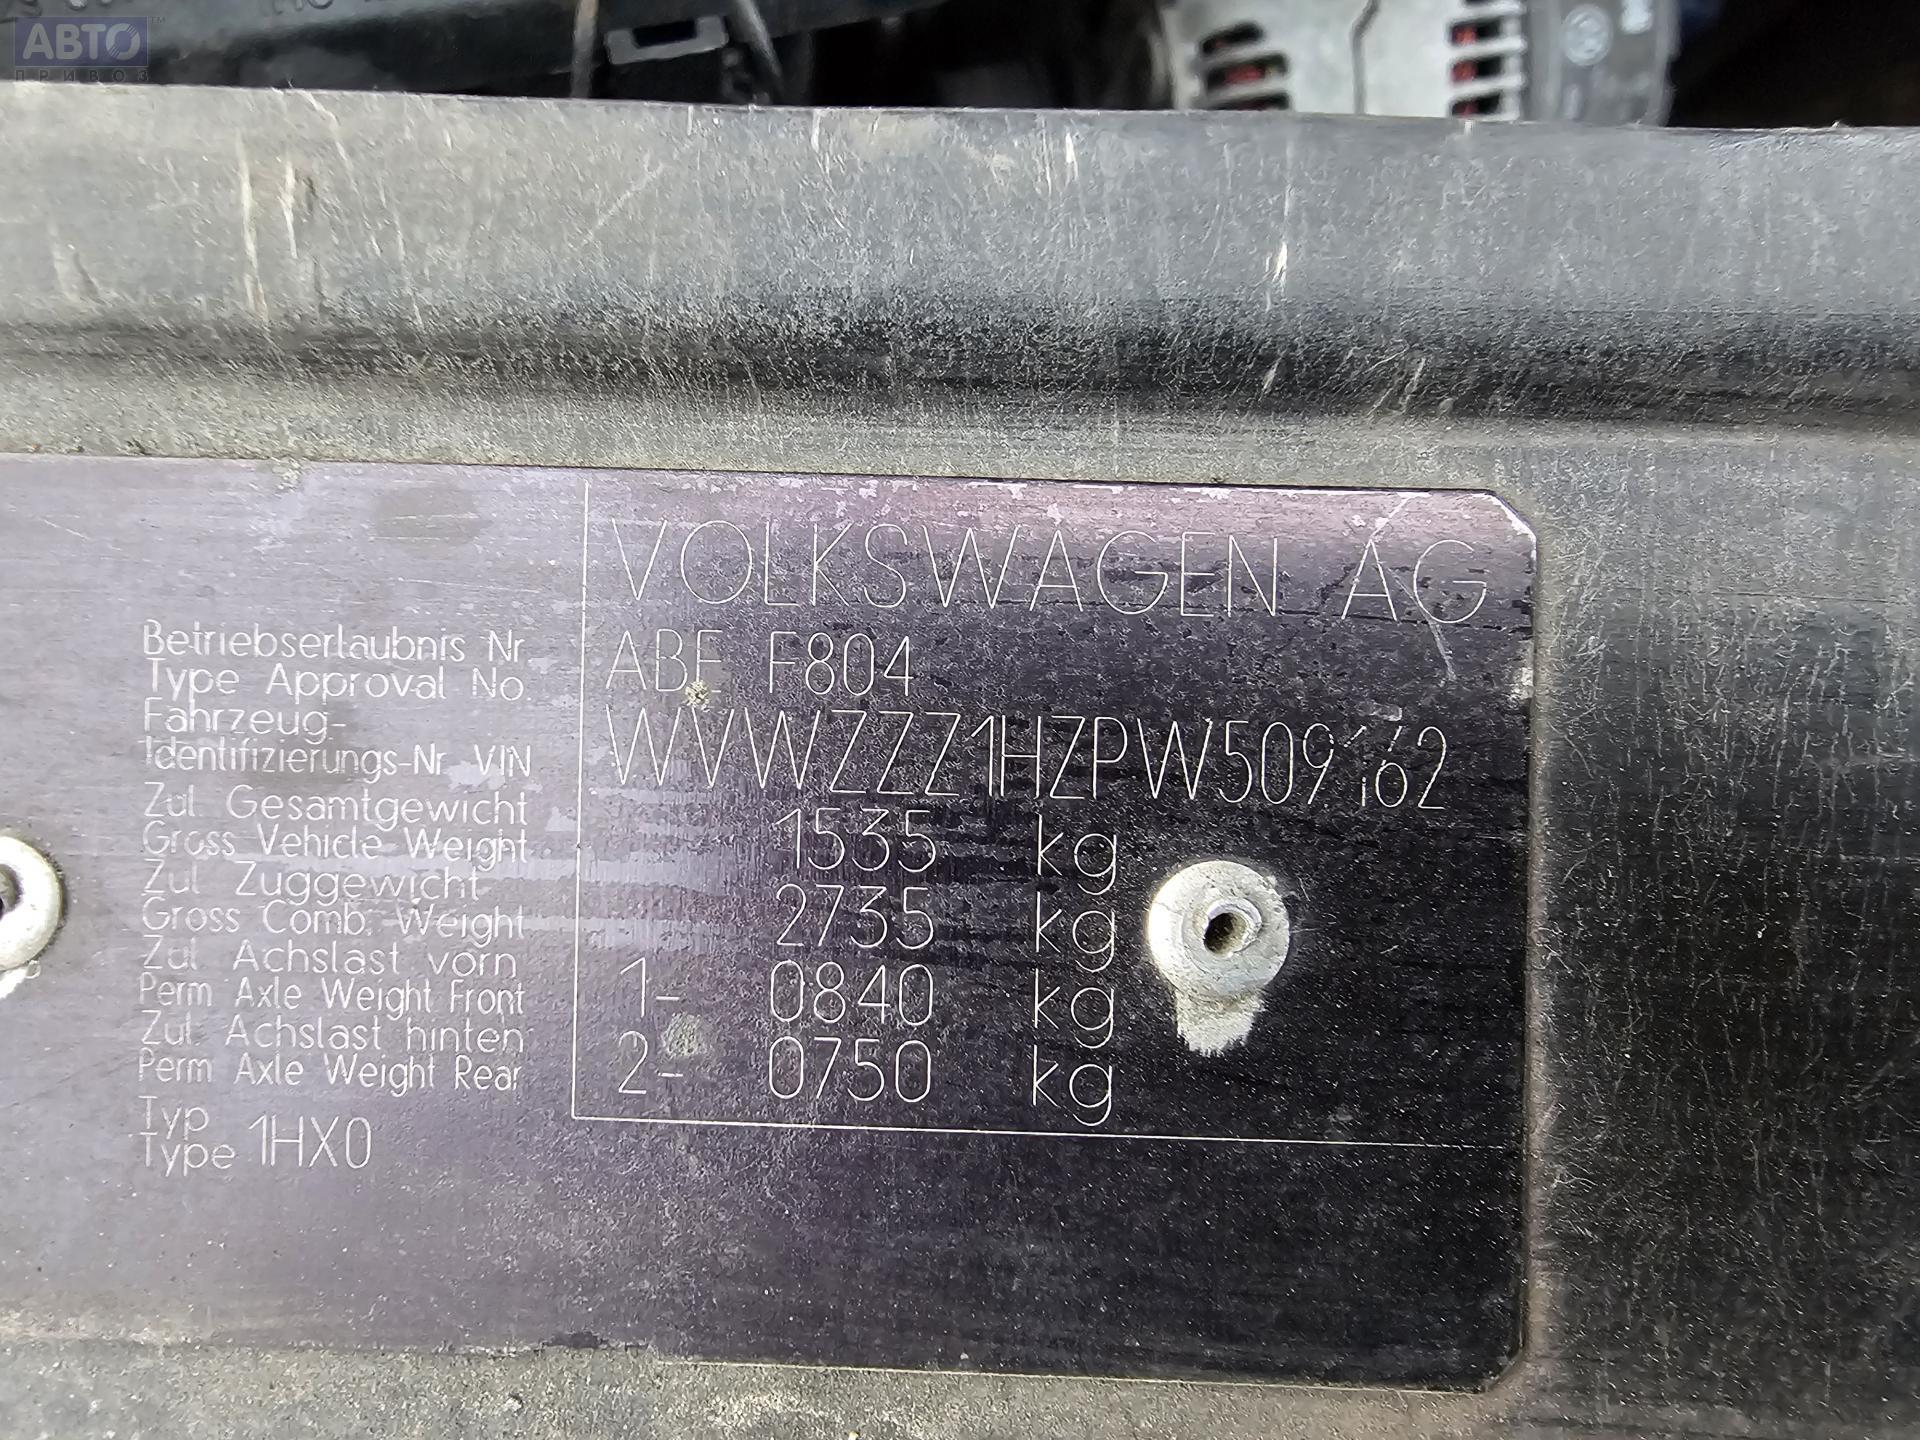 АВТО™
ПРИВОЗ
VOLKSWAGEN AG
Betriebserlaubnis Nr
Type Approval No.
ABE F804
Fahrzeug-
Identifizierungs-Nr VIN
WVWZZZ1HZPW509162
Zul Gesamtgewicht
Gross Vehicle Weight
1535 kg
Zul Zuggewicht
Gross Comb. Weight
2735 kg
Zul Achslast vorn
Perm Axle Weight Front
1- 0840 kg
Zul. Achslast hinten
Perm Axle Weight Rear
2- 0750 kg
Typ
Type 1HX0